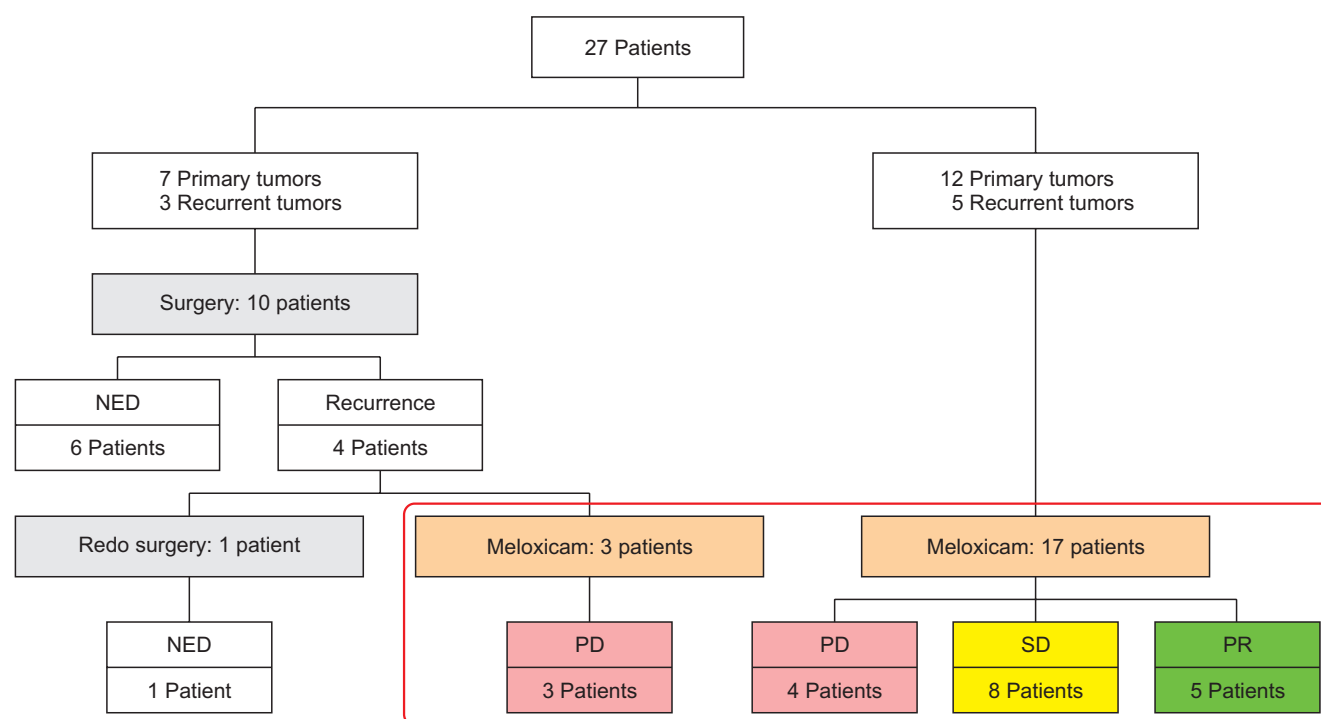 27 Patients
7 Primary tumors
3 Recurrent tumors
12 Primary tumors
5 Recurrent tumors
Surgery: 10 patients
NED
6 Patients
Recurrence
4 Patients
Redo surgery: 1 patient
Meloxicam: 3 patients
Meloxicam: 17 patients
NED
1 Patient
PD
3 Patients
PD
4 Patients
SD
8 Patients
PR
5 Patients